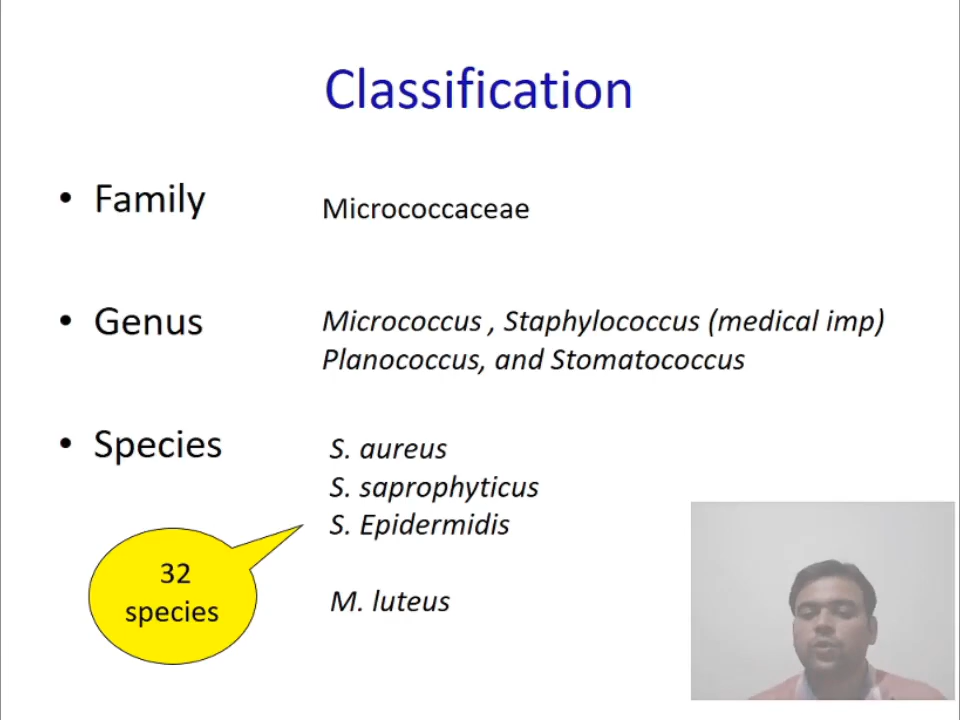 Classification
• Family
Micrococcaceae
• Genus
Micrococcus , Staphylococcus (medical imp)
Planococcus, and Stomatococcus
• Species
S. aureus
S. saprophyticus
S. Epidermidis
32
species
M. luteus